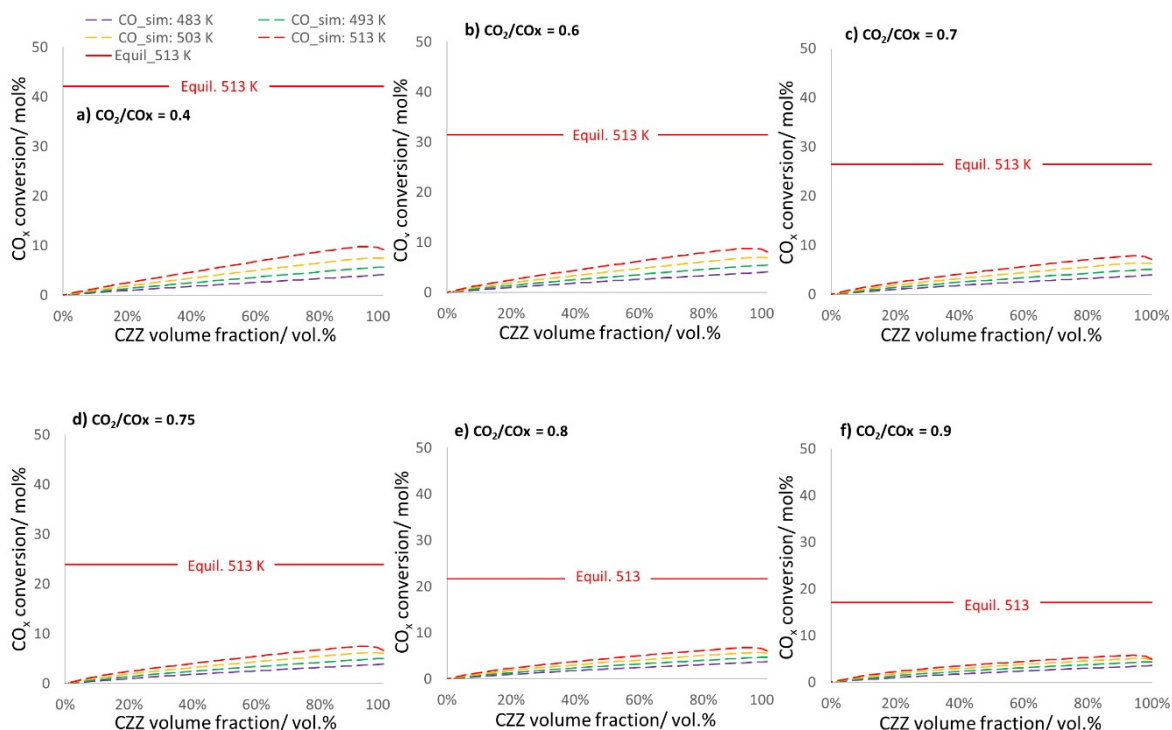 CO_sim: 483 K
CO_sim: 493 K
CO_sim: 503 K
CO_sim: 513 K
Equil_513 K
50
40
30
20
10
0
COₓ conversion/ mol%
Equil. 513 K
a) CO₂/COx = 0.4
0% 20% 40% 60% 80% 100
CZZ volume fraction/ vol.%
b) CO₂/COx = 0.6
50
40
30
20
10
0
COᵥ conversion/ mol%
Equil. 513 K
0% 20% 40% 60% 80% 100
CZZ volume fraction/ vol.%
c) CO₂/COx = 0.7
50
40
30
20
10
0
COₓ conversion/ mol%
Equil. 513 K
0% 20% 40% 60% 80% 100%
CZZ volume fraction/ vol.%
d) CO₂/COx = 0.75
50
40
30
20
10
0
COₓ conversion/ mol%
Equil. 513 K
0% 20% 40% 60% 80% 100
CZZ volume fraction/ vol.%
e) CO₂/COx = 0.8
50
40
30
20
10
0
COₓ conversion/ mol%
Equil. 513
0% 20% 40% 60% 80% 100
CZZ volume fraction/ vol.%
f) CO₂/COx = 0.9
50
40
30
20
10
0
COₓ conversion/ mol%
Equil. 513
0% 20% 40% 60% 80% 100%
CZZ volume fraction/ vol.%